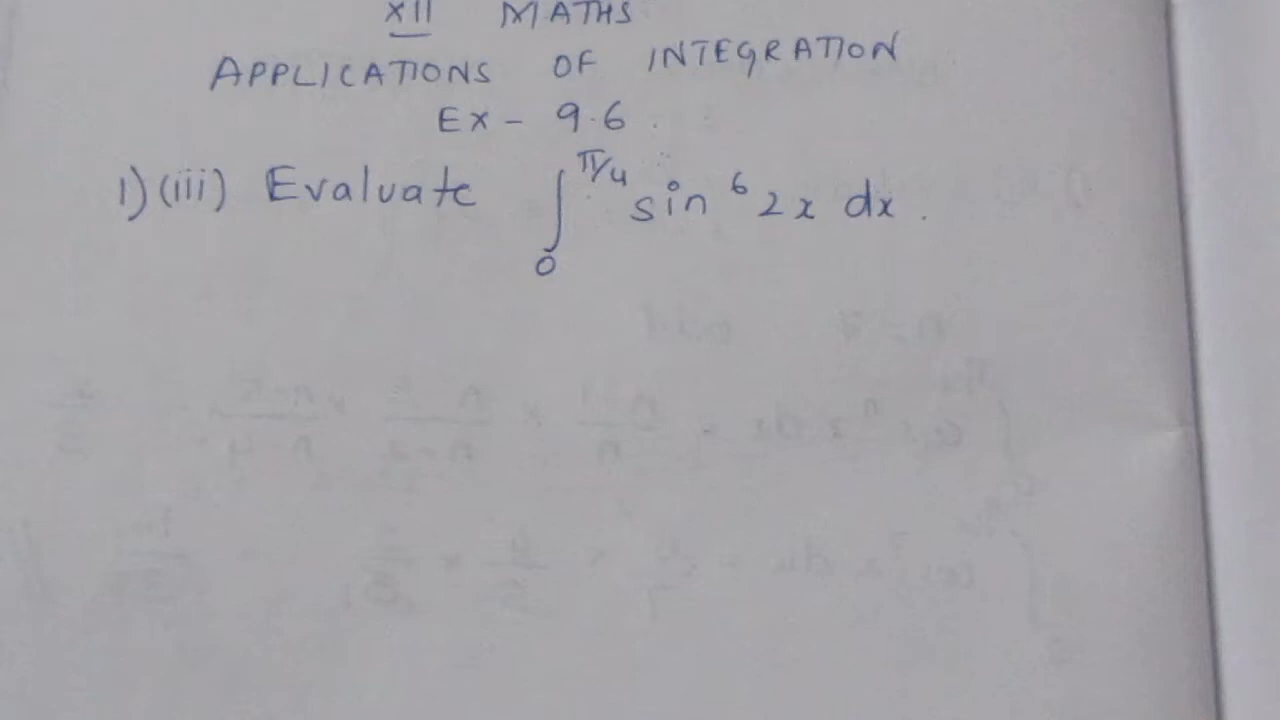 XII MATHS
APPLICATIONS OF INTEGRATION
EX - 9.6
1) (iii) Evaluate ∫₀^π/4 sin⁶ 2x dx.